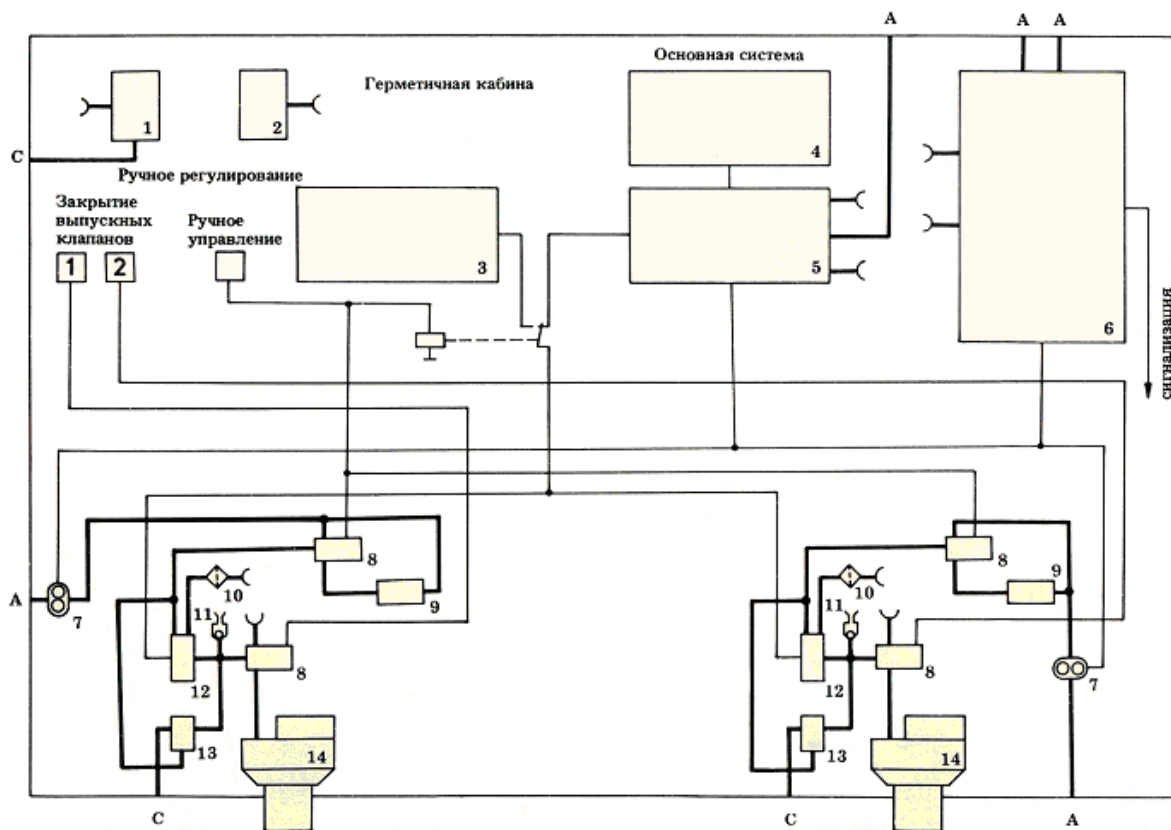 А
А
А
Основная система
Герметичная кабина
1
2
4
С
Ручное регулирование
Закрытие
выпускных
клапанов
Ручное
управление
1
2
3
5
6
сигнализация
8
8
10
9
10
9
А
7
11
11
8
8
12
12
7
13
14
13
14
С
С
А